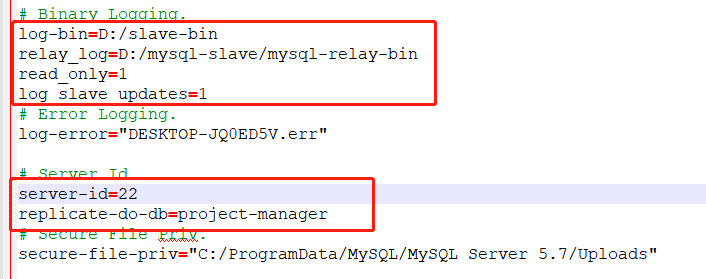 # Binary Logging.
log-bin=D:/slave-bin
relay_log=D:/mysql-slave/mysql-relay-bin
read_only=1
log_slave_updates=1
# Error Logging.
log-error="DESKTOP-JQ0ED5V.err"
# Server Id
server-id=22
replicate-do-db=project-manager
# Secure File Priv.
secure-file-priv="C:/ProgramData/MySQL/MySQL Server 5.7/Uploads"